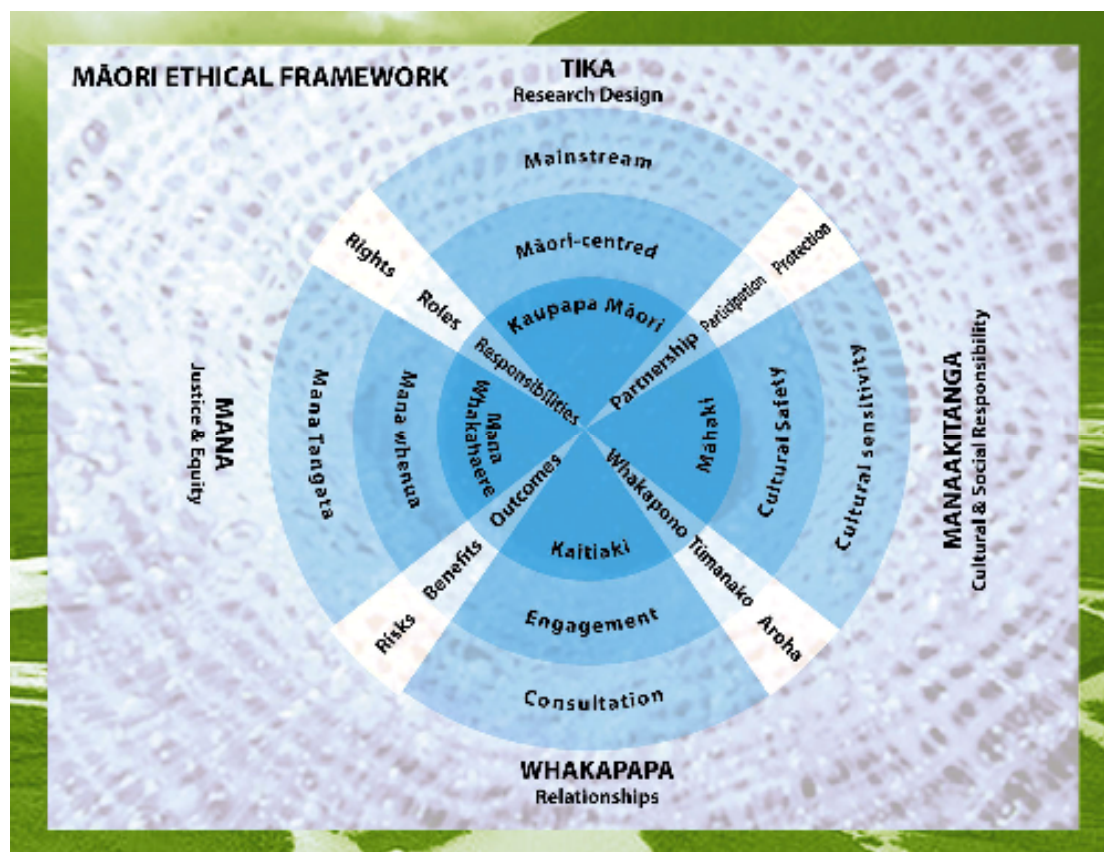 MĀORI ETHICAL FRAMEWORK
TIKA
Research Design
Mainstream
Māori-centred
Kaupapa Māori
Rights
Roles
Responsibilities
Protection
Participation
Partnership
MANA
Justice & Equity
Mana Tangata
Mana whenua
Mana
Whakahaere
Mahaki
Cultural Safety
Cultural sensitivity
MANAAKITANGA
Cultural & Social Responsibility
Outcomes
Benefits
Risks
Whakapono
Tūmanako
Aroha
Kaitiaki
Engagement
Consultation
WHAKAPAPA
Relationships